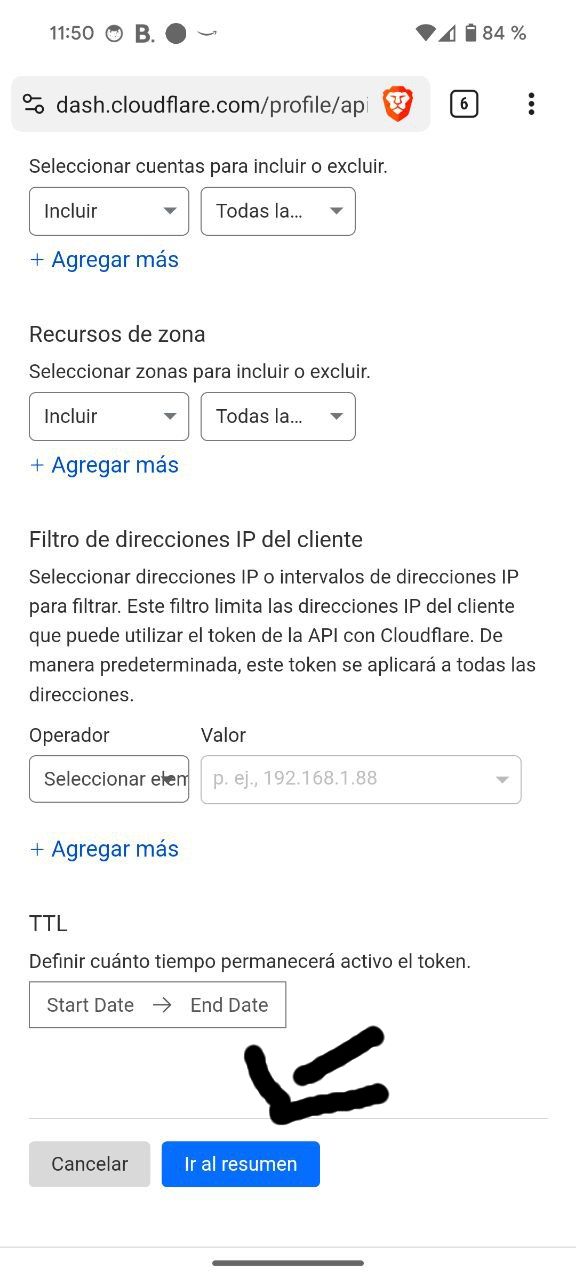 11:50 B. 84 %
dash.cloudflare.com/profile/api 6
Seleccionar cuentas para incluir o excluir.
Incluir Todas la...
+ Agregar más
Recursos de zona
Seleccionar zonas para incluir o excluir.
Incluir Todas la...
+ Agregar más
Filtro de direcciones IP del cliente
Seleccionar direcciones IP o intervalos de direcciones IP
para filtrar. Este filtro limita las direcciones IP del cliente
que puede utilizar el token de la API con Cloudflare. De
manera predeterminada, este token se aplicará a todas las
direcciones.
Operador Valor
Seleccionar elem p. ej., 192.168.1.88
+ Agregar más
TTL
Definir cuánto tiempo permanecerá activo el token.
Start Date → End Date
Cancelar Ir al resumen